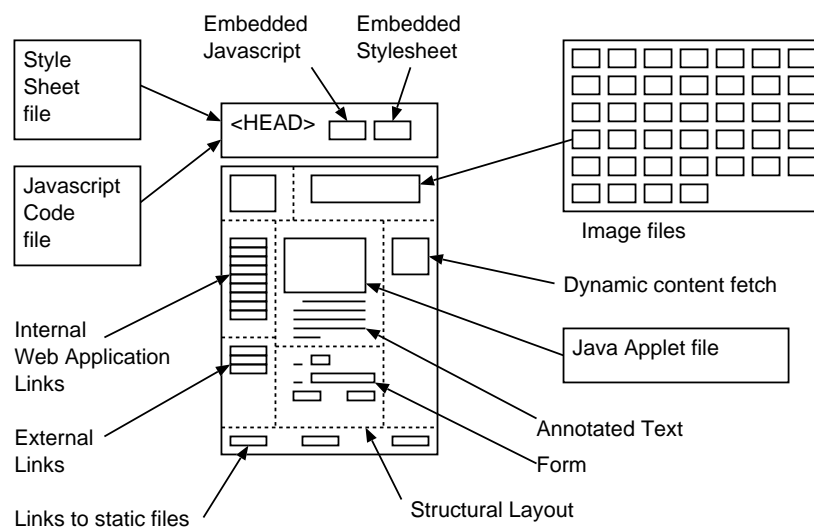 Embedded
Javascript
Embedded
Stylesheet
Style
Sheet
file
<HEAD>
Javascript
Code
file
Image files
Dynamic content fetch
Internal
Web Application
Links
Java Applet file
External
Links
Annotated Text
Form
Links to static files
Structural Layout